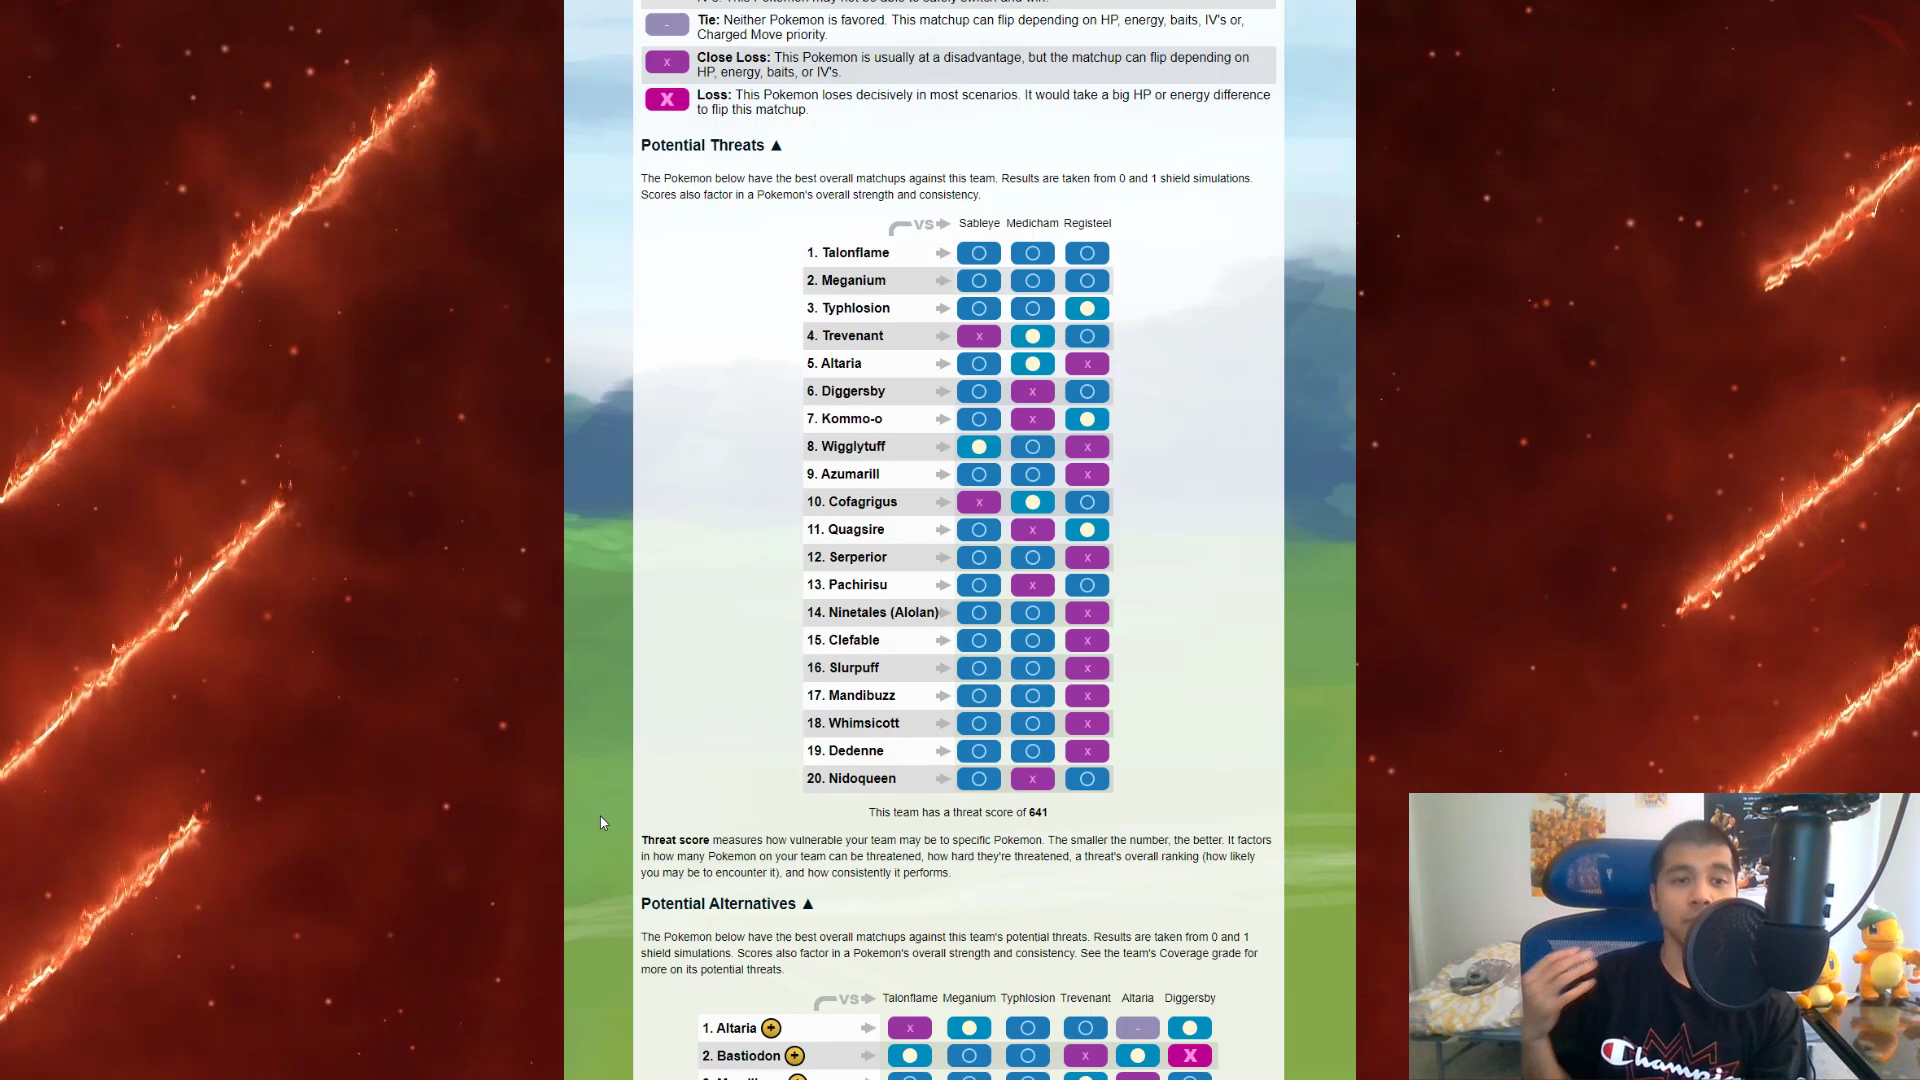 Tie: Neither Pokemon is favored. This matchup can flip depending on HP, energy, baits, IV's or,
Charged Move priority.
x Close Loss: This Pokemon is usually at a disadvantage, but the matchup can flip depending on
HP, energy, baits, or IV's.
X Loss: This Pokemon loses decisively in most scenarios. It would take a big HP or energy difference
to flip this matchup.
Potential Threats ▲
The Pokemon below have the best overall matchups against this team. Results are taken from 0 and 1 shield simulations.
Scores also factor in a Pokemon's overall strength and consistency.
VS Sableye Medicham Registeel
1. Talonflame
2. Meganium
3. Typhlosion
4. Trevenant x
5. Altaria x
6. Diggersby x
7. Kommo-o x
8. Wigglytuff x
9. Azumarill x
10. Cofagrigus x
11. Quagsire x
12. Serperior x
13. Pachirisu x
14. Ninetales (Alolan) x
15. Clefable x
16. Slurpuff x
17. Mandibuzz x
18. Whimsicott x
19. Dedenne x
20. Nidoqueen x
This team has a threat score of 641
Threat score measures how vulnerable your team may be to specific Pokemon. The smaller the number, the better. It factors
in how many Pokemon on your team can be threatened, how hard they're threatened, a threat's overall ranking (how likely
you may be to encounter it), and how consistently it performs.
Potential Alternatives ▲
The Pokemon below have the best overall matchups against this team's potential threats. Results are taken from 0 and 1
shield simulations. Scores also factor in a Pokemon's overall strength and consistency. See the team's Coverage grade for
more on its potential threats.
VS Talonflame Meganium Typhlosion Trevenant Altaria Diggersby
1. Altaria + x -
2. Bastiodon + x X
Champion